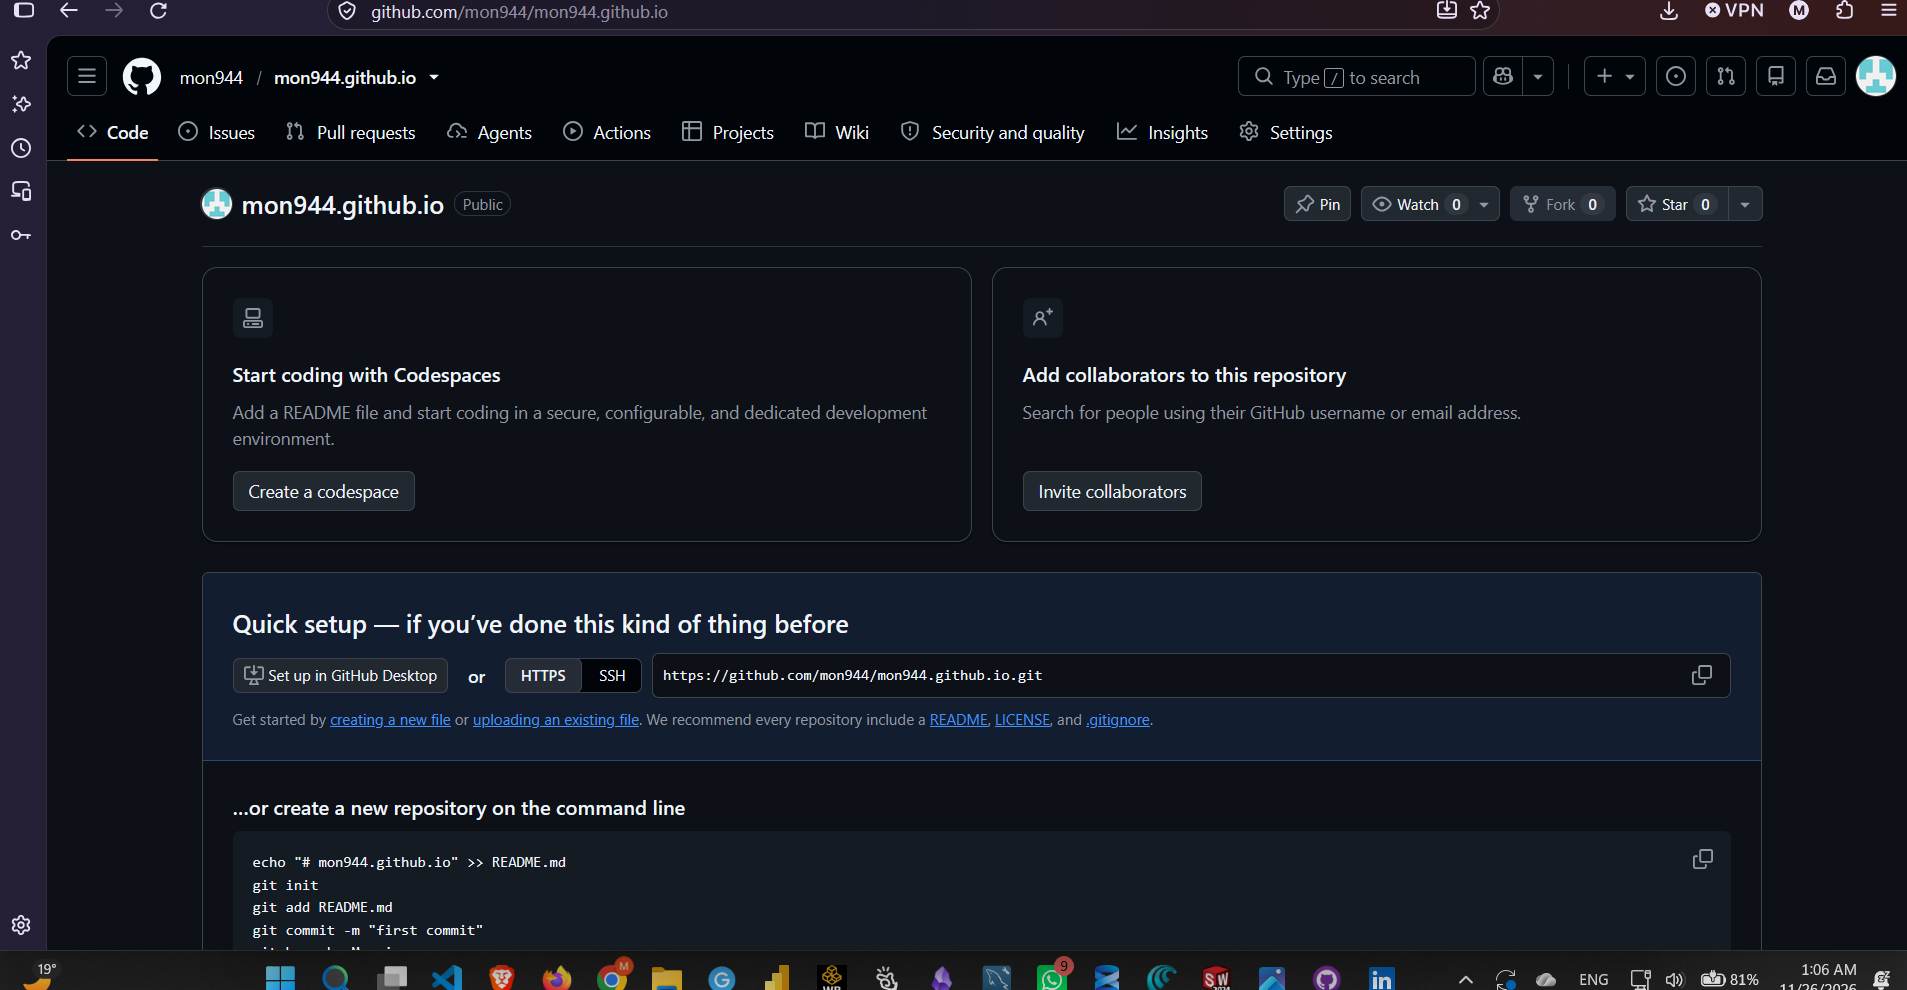 github.com/mon944/mon944.github.io
VPN
M
mon944 / mon944.github.io
Type / to search
Code
Issues
Pull requests
Agents
Actions
Projects
Wiki
Security and quality
Insights
Settings
mon944.github.io Public
Pin
Watch 0
Fork 0
Star 0
Start coding with Codespaces
Add a README file and start coding in a secure, configurable, and dedicated development
environment.
Create a codespace
Add collaborators to this repository
Search for people using their GitHub username or email address.
Invite collaborators
Quick setup — if you’ve done this kind of thing before
Set up in GitHub Desktop or HTTPS SSH https://github.com/mon944/mon944.github.io.git
Get started by creating a new file or uploading an existing file. We recommend every repository include a README, LICENSE, and .gitignore.
…or create a new repository on the command line
echo "# mon944.github.io" >> README.md
git init
git add README.md
git commit -m "first commit"
19°
M
9
SW
ENG
81%
1:06 AM
11/26/2026